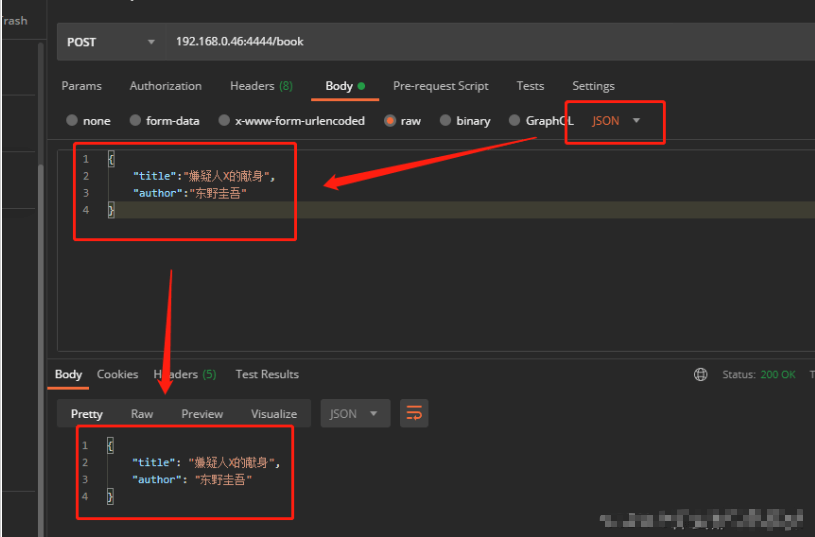 rash
POST 192.168.0.46:4444/book
Params Authorization Headers (8) Body Pre-request Script Tests Settings
none form-data x-www-form-urlencoded raw binary GraphQL JSON
1 {
2 "title":"嫌疑人X的献身",
3 "author":"东野圭吾"
4 }
Body Cookies Headers (5) Test Results Status: 200 OK T
Pretty Raw Preview Visualize JSON
1 {
2 "title": "嫌疑人X的献身",
3 "author": "东野圭吾"
4 }